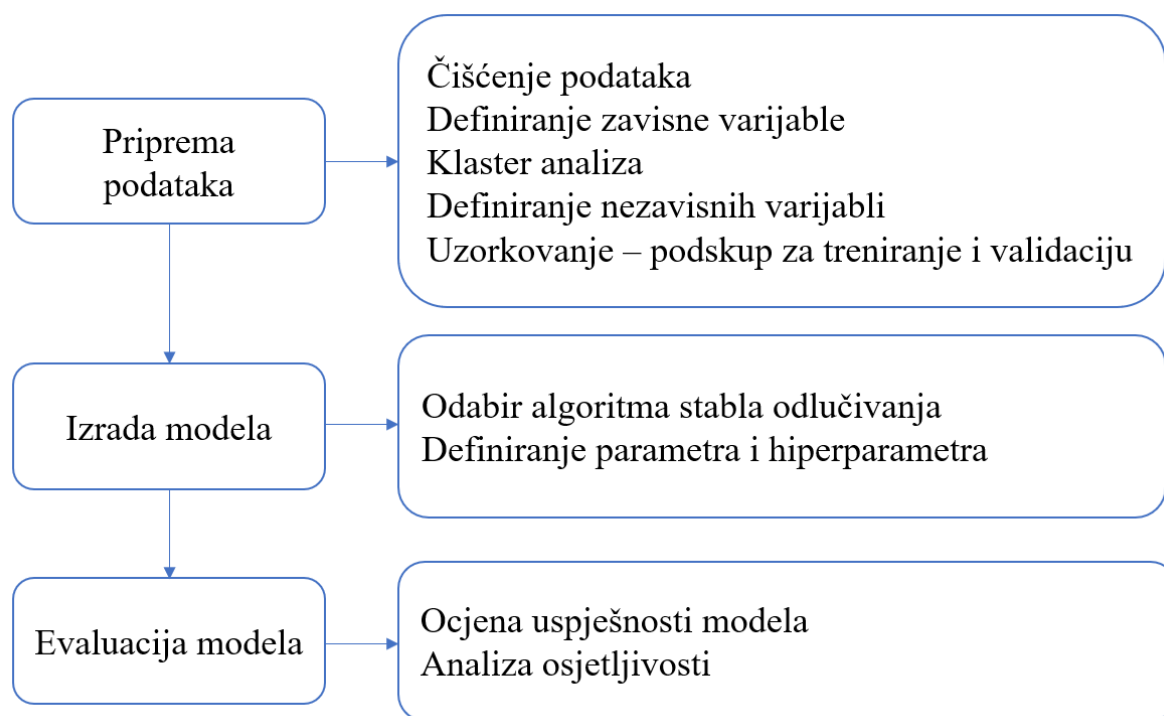 Priprema
podataka
Čišćenje podataka
Definiranje zavisne varijable
Klaster analiza
Definiranje nezavisnih varijabli
Uzorkovanje – podskup za treniranje i validaciju
Izrada modela
Odabir algoritma stabla odlučivanja
Definiranje parametra i hiperparametra
Evaluacija modela
Ocjena uspješnosti modela
Analiza osjetljivosti